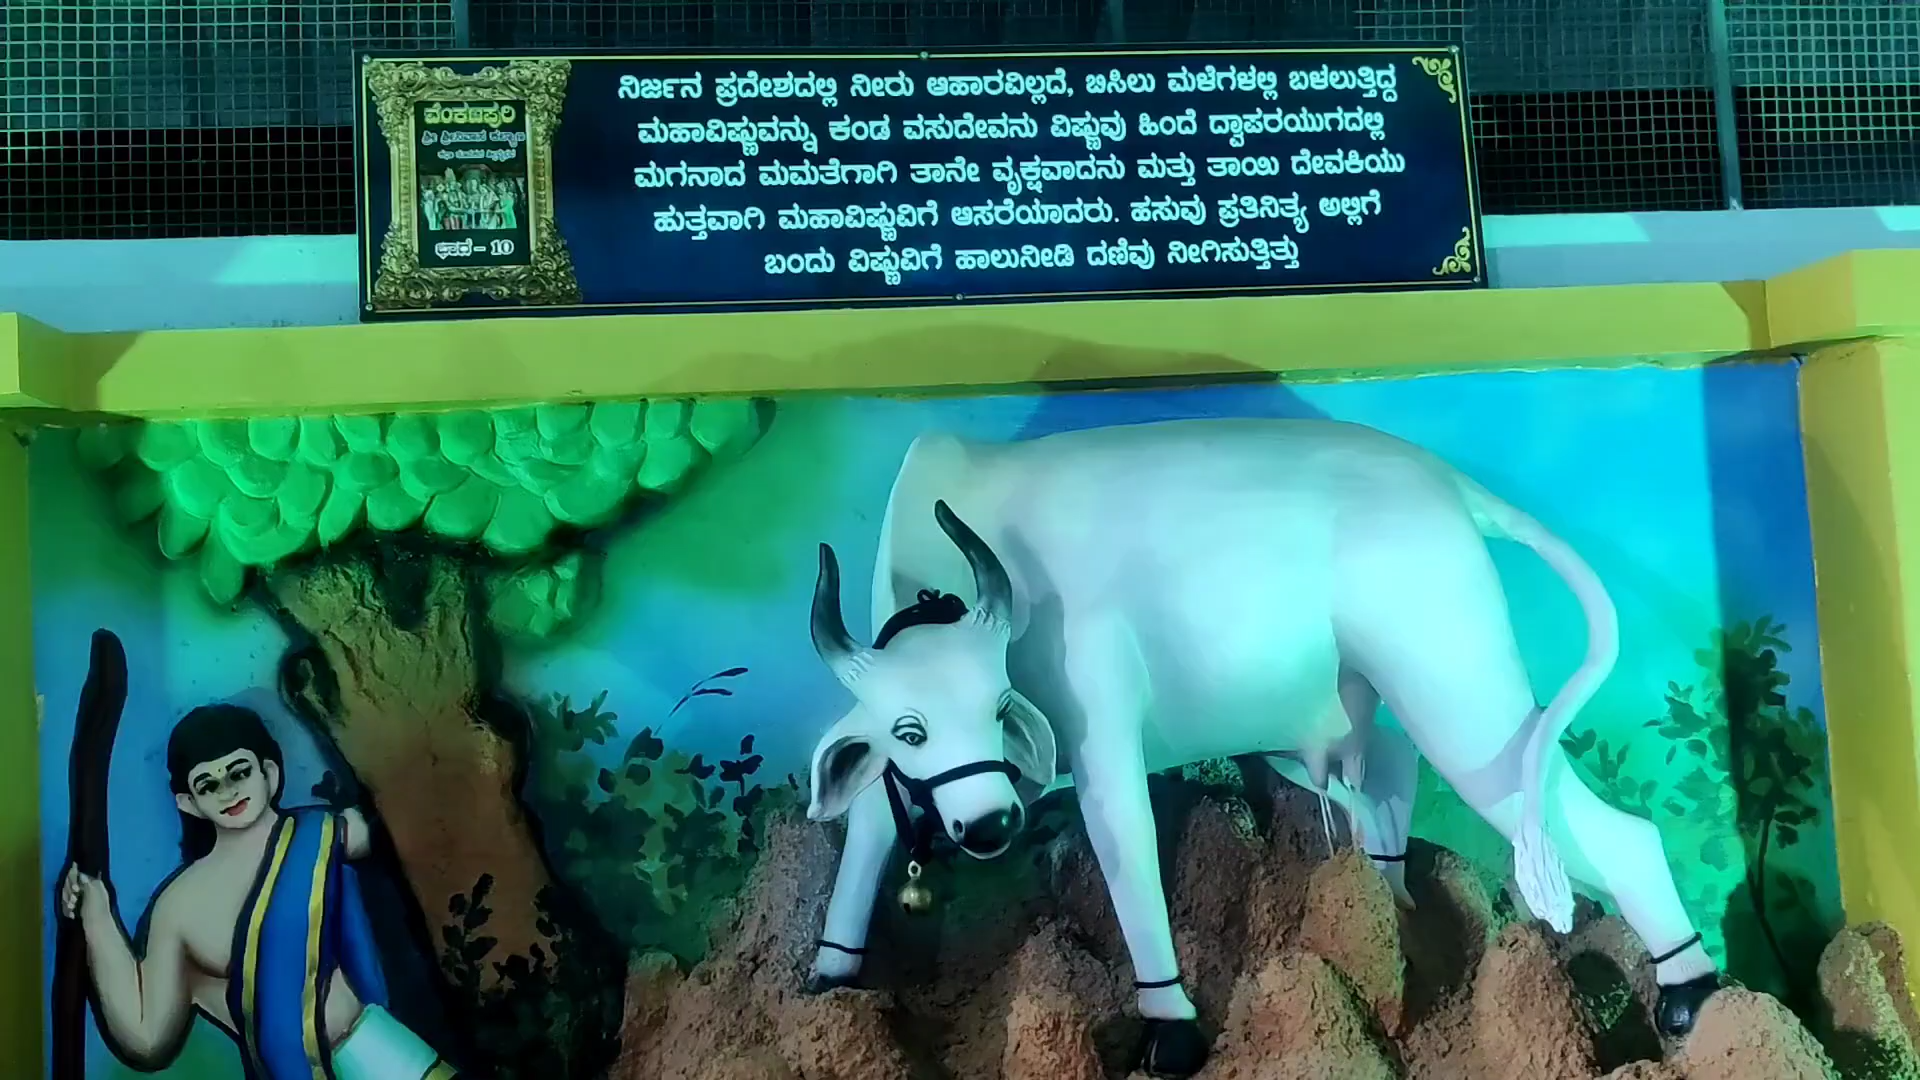 ವೆಂಕಟಾಪುರಿ
ಶ್ರೀ ಶ್ರೀನಿವಾಸ ಕಲ್ಯಾಣ
ಧಾರೆ - 10
ನಿರ್ಜನ ಪ್ರದೇಶದಲ್ಲಿ ನೀರು ಆಹಾರವಿಲ್ಲದೆ, ಬಿಸಿಲು ಮಳೆಗಳಲ್ಲಿ ಬಳಲುತ್ತಿದ್ದ
ಮಹಾವಿಷ್ಣುವನ್ನು ಕಂಡ ವಸುದೇವನು ವಿಷ್ಣುವು ಹಿಂದೆ ದ್ವಾಪರಯುಗದಲ್ಲಿ
ಮಗನಾದ ಮಮತೆಗಾಗಿ ತಾನೇ ವೃಕ್ಷವಾದನು ಮತ್ತು ತಾಯಿ ದೇವಕಿಯು
ಹುತ್ತವಾಗಿ ಮಹಾವಿಷ್ಣುವಿಗೆ ಆಸರೆಯಾದರು. ಹಸುವು ಪ್ರತಿನಿತ್ಯ ಅಲ್ಲಿಗೆ
ಬಂದು ವಿಷ್ಣುವಿಗೆ ಹಾಲುನೀಡಿ ದಣಿವು ನೀಗಿಸುತ್ತಿತ್ತು